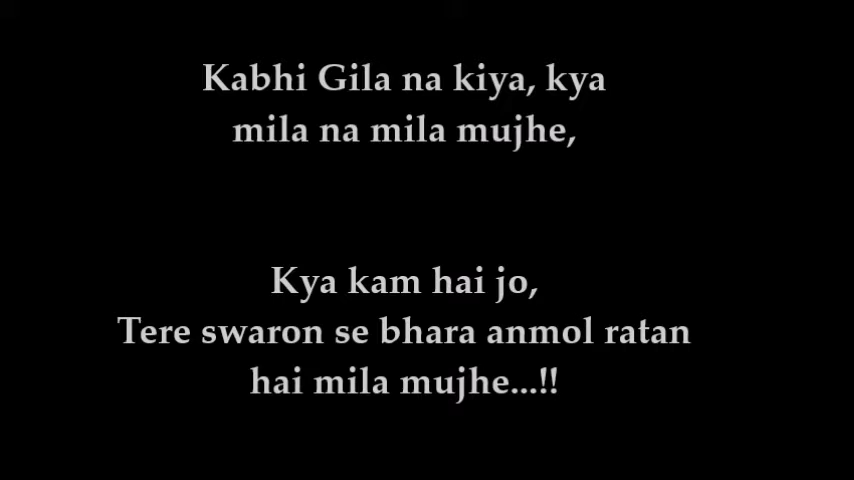 Kabhi Gila na kiya, kya
mila na mila mujhe,
Kya kam hai jo,
Tere swaron se bhara anmol ratan
hai mila mujhe...!!